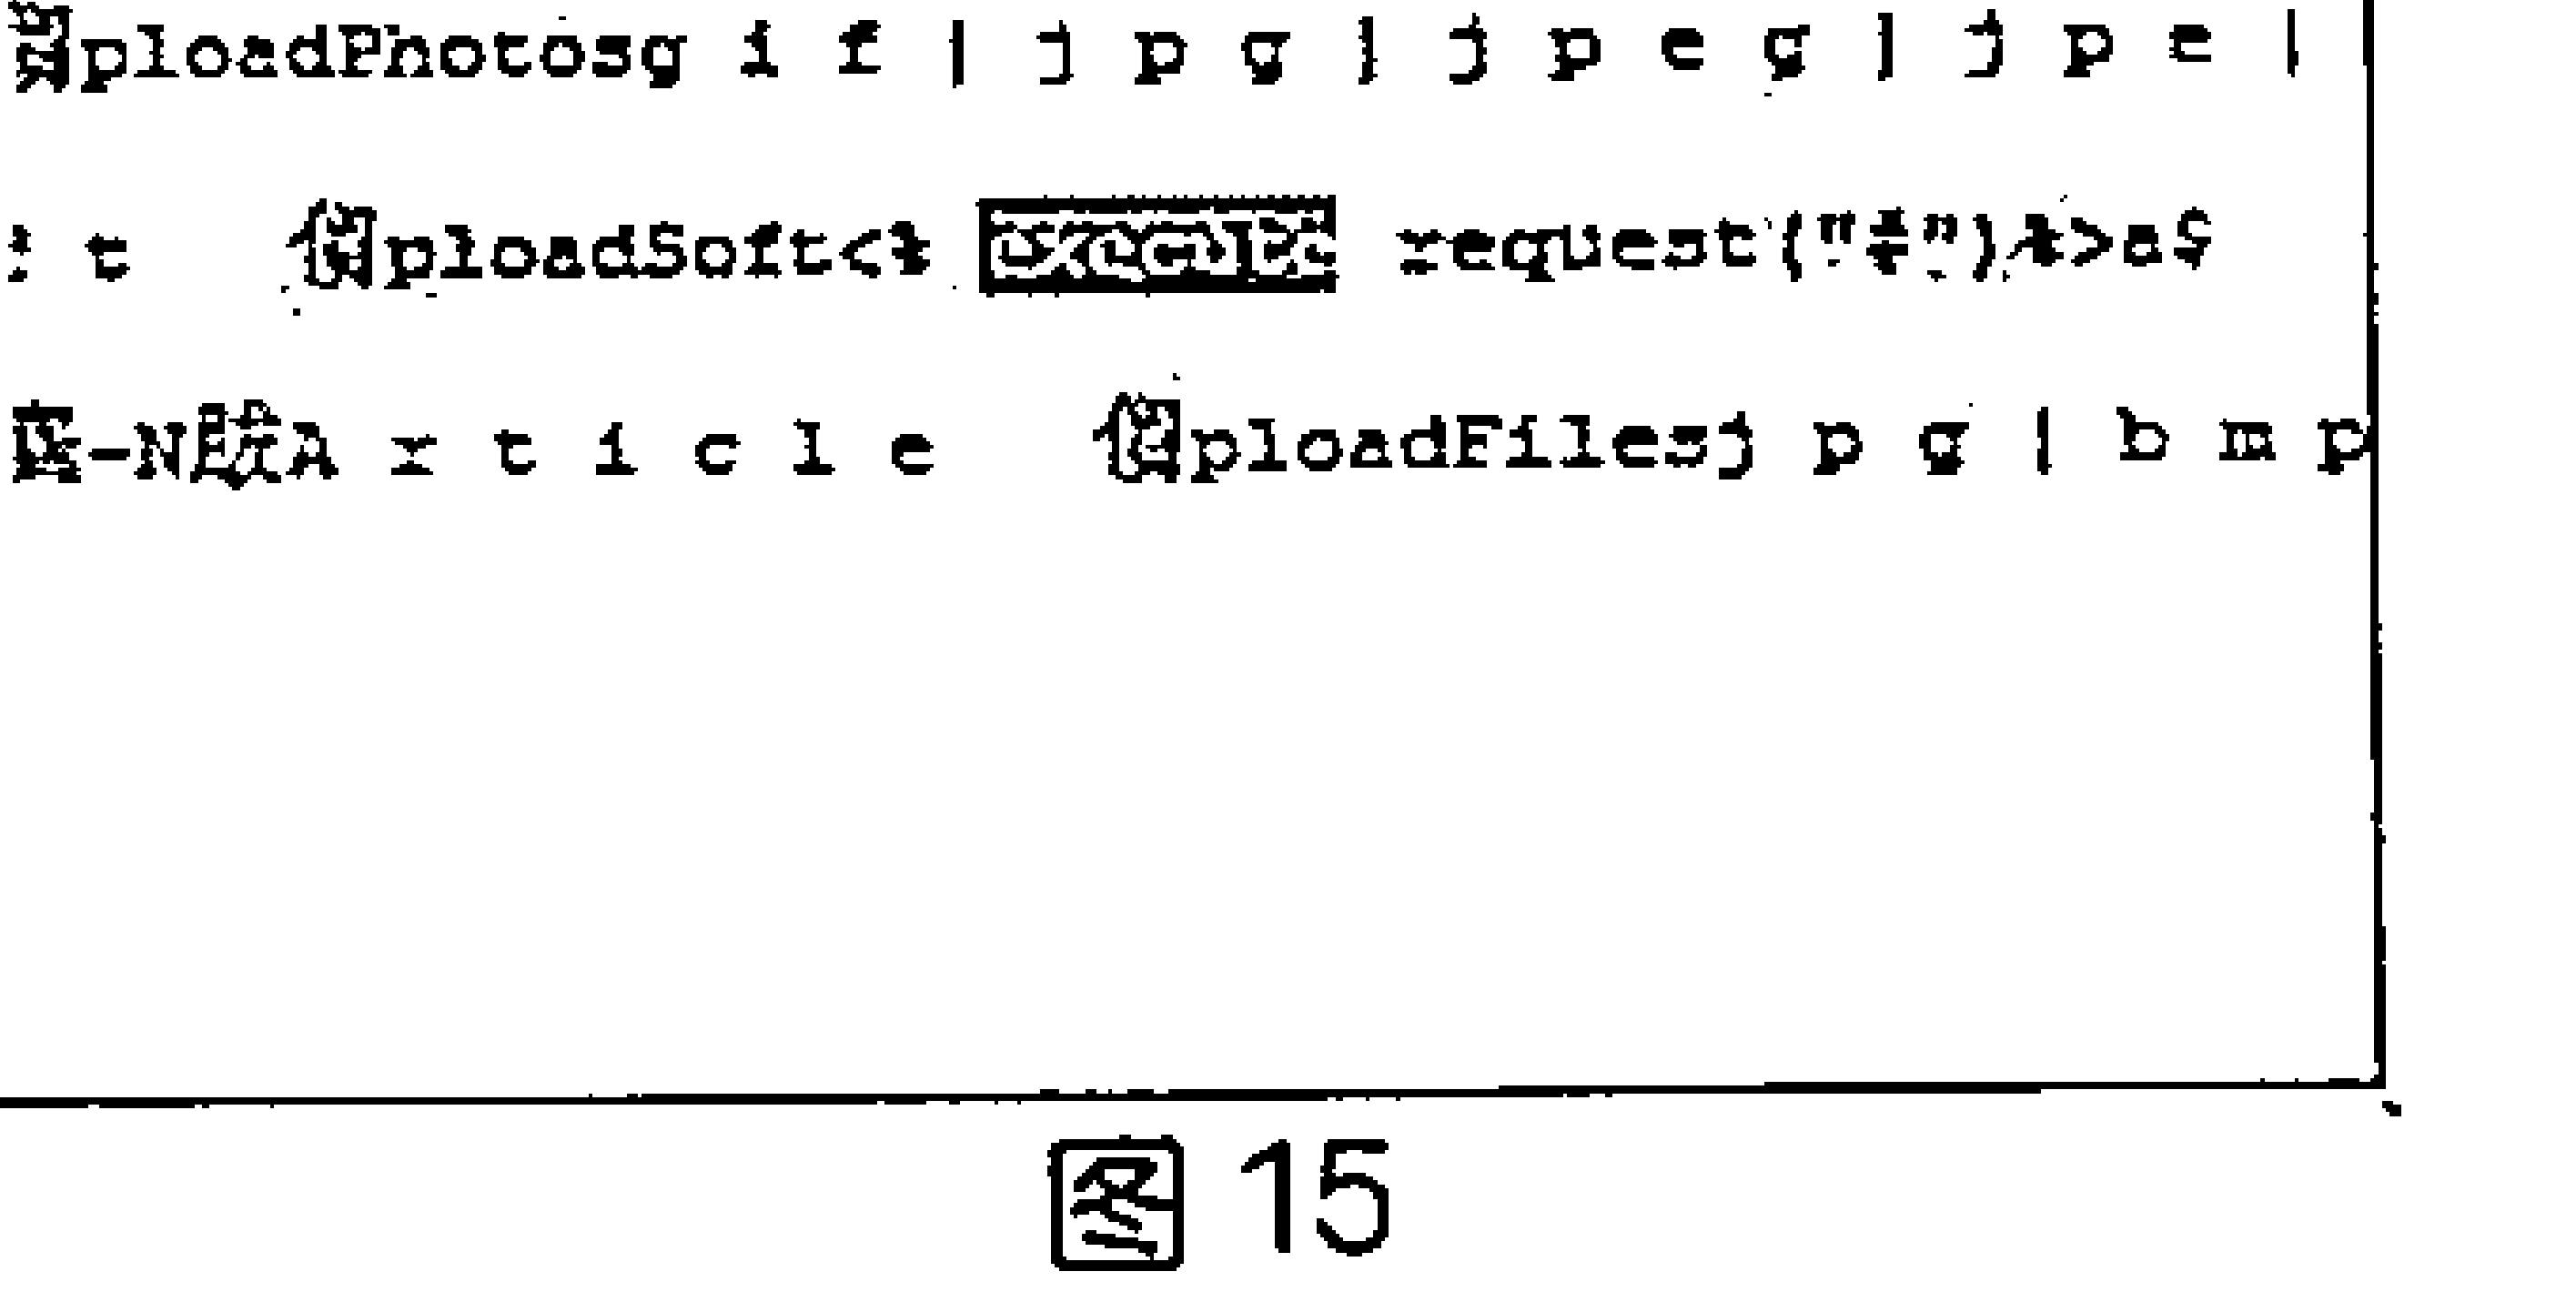 ploadPhotosg i f | j p g | j p e g | j p e |
t ploadSoft<% request("#")%>a$
-N A r t i c l e ploadFilesj p g | b m p
图 15